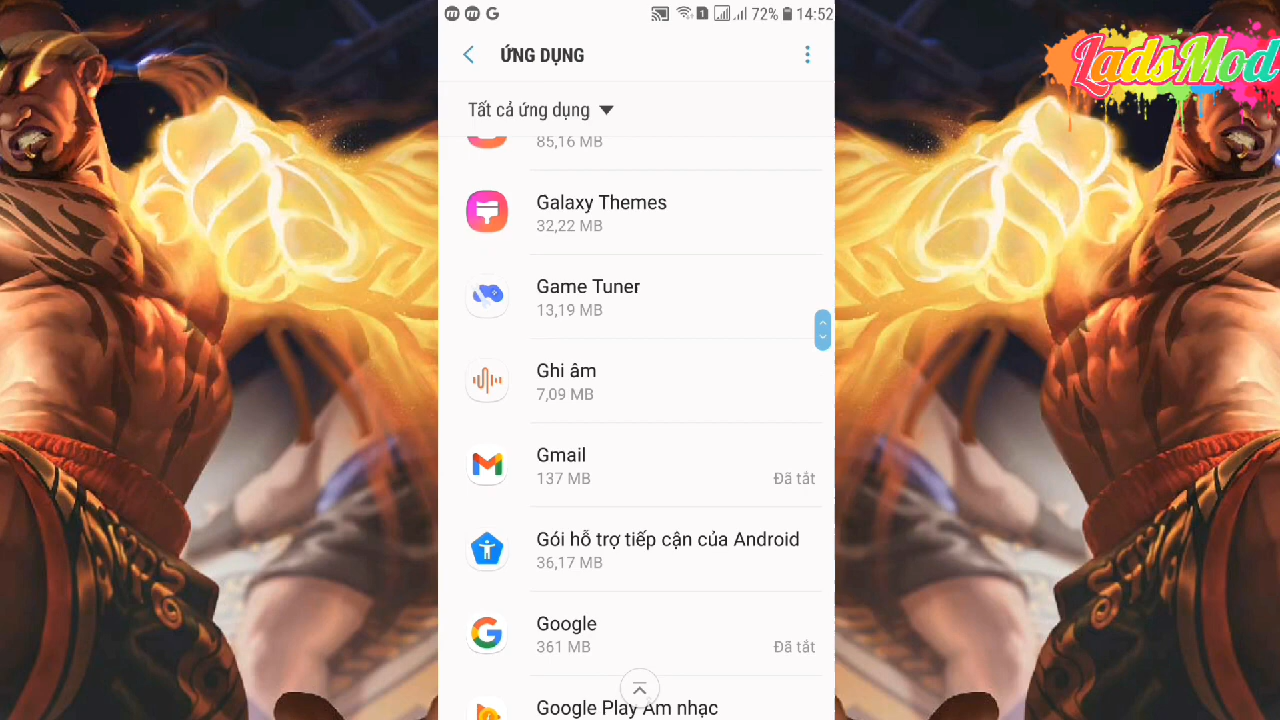 1 72% 14:52
ỨNG DỤNG
LadsMod
Tất cả ứng dụng
85,16 MB
Galaxy Themes
32,22 MB
Game Tuner
13,19 MB
Ghi âm
7,09 MB
Gmail
137 MB Đã tắt
Gói hỗ trợ tiếp cận của Android
36,17 MB
Google
361 MB Đã tắt
Google Play Âm nhạc